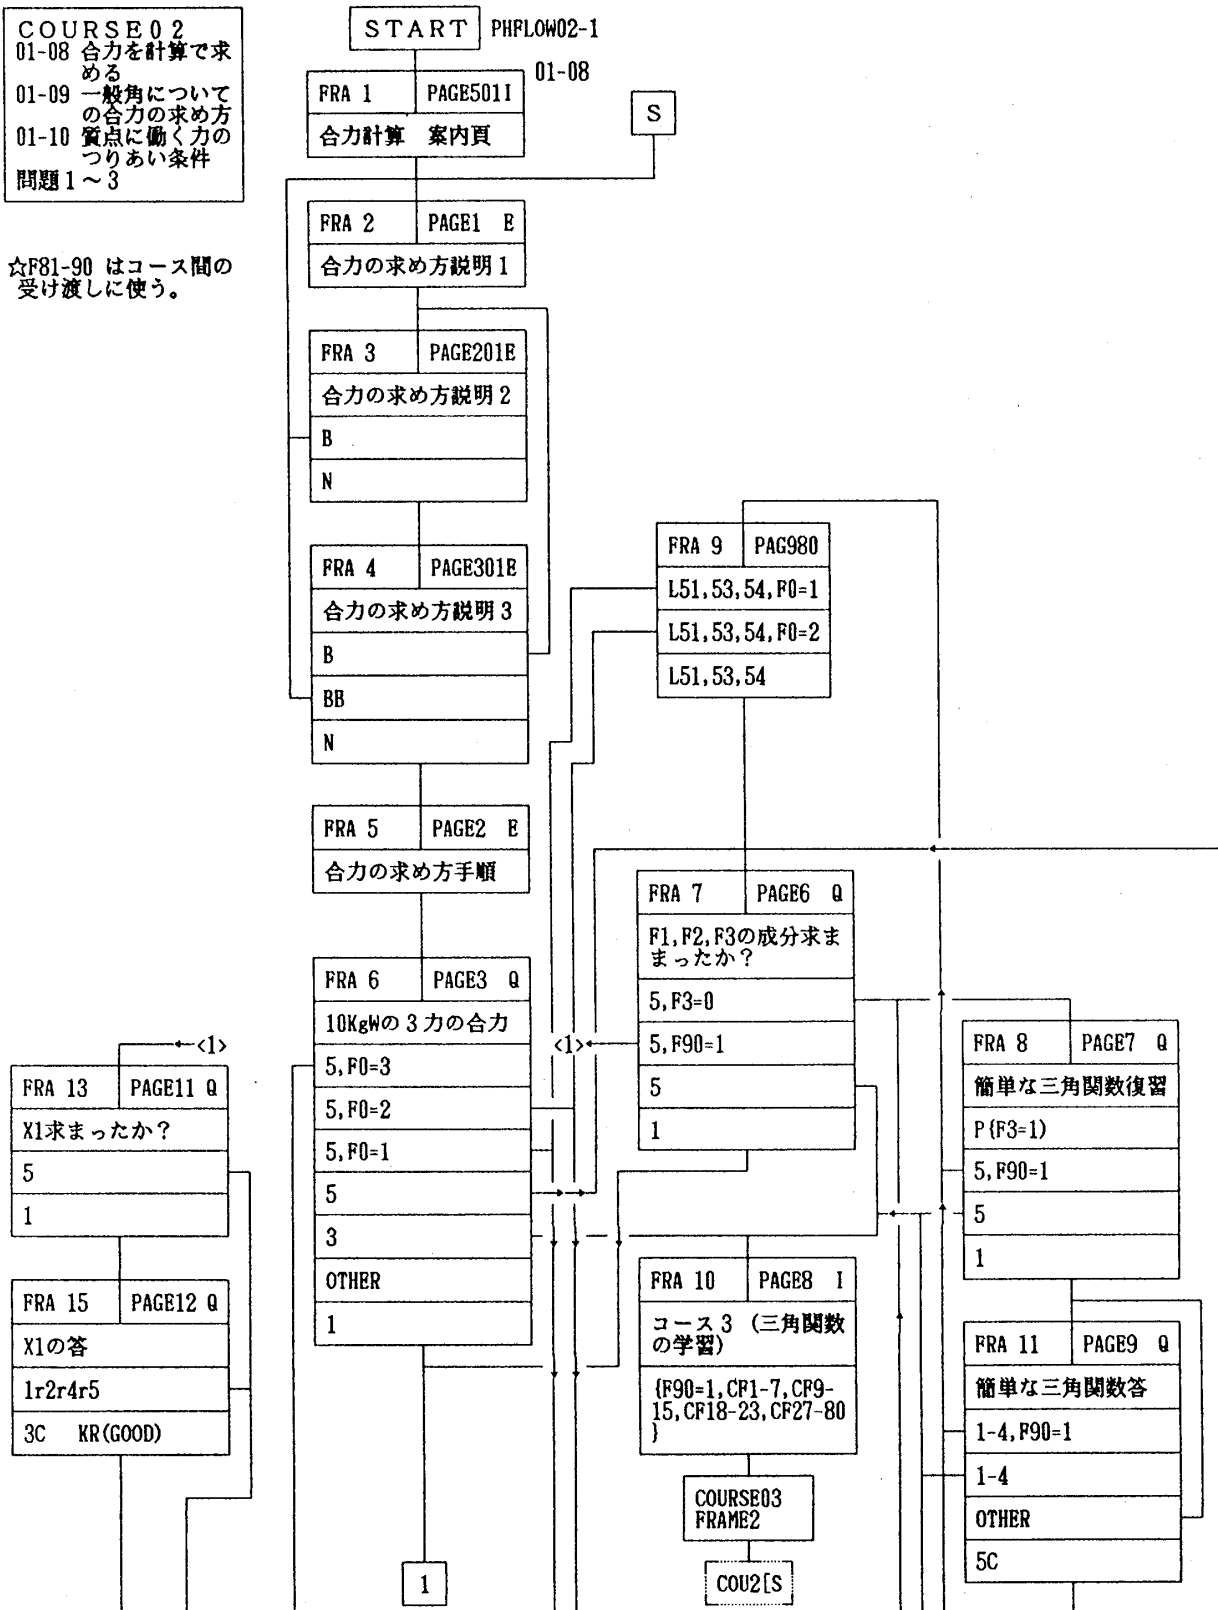 COURSE02
01-08 合力を計算で求
める
01-09 一般角について
の合力の求め方
01-10 質点に働く力の
つりあい条件
問題1～3
☆F81-90 はコース間の
受け渡しに使う。
START PHFLOW02-1
01-08
FRA 1 PAGE501I
合力計算 案内頁
S
FRA 2 PAGE1 E
合力の求め方説明1
FRA 3 PAGE201E
合力の求め方説明2
B
N
FRA 4 PAGE301E
合力の求め方説明3
B
BB
N
FRA 5 PAGE2 E
合力の求め方手順
FRA 6 PAGE3 Q
10KgWの3力の合力
5,F0=3
5,F0=2
5,F0=1
5
3
OTHER
1
1
FRA 9 PAG980
L51,53,54,F0=1
L51,53,54,F0=2
L51,53,54
FRA 7 PAGE6 Q
F1,F2,F3の成分求ま
まったか？
5,F3=0
5,F90=1
5
1
<1>
FRA 8 PAGE7 Q
簡単な三角関数復習
P{F3=1)
5,F90=1
5
1
FRA 10 PAGE8 I
コース3 (三角関数
の学習)
{F90=1,CF1-7,CF9-
15,CF18-23,CF27-80
}
COURSE03
FRAME2
COU2[S
FRA 11 PAGE9 Q
簡単な三角関数答
1-4,F90=1
1-4
OTHER
5C
<1>
FRA 13 PAGE11 Q
X1求まったか？
5
1
FRA 15 PAGE12 Q
X1の答
1r2r4r5
3C KR(GOOD)